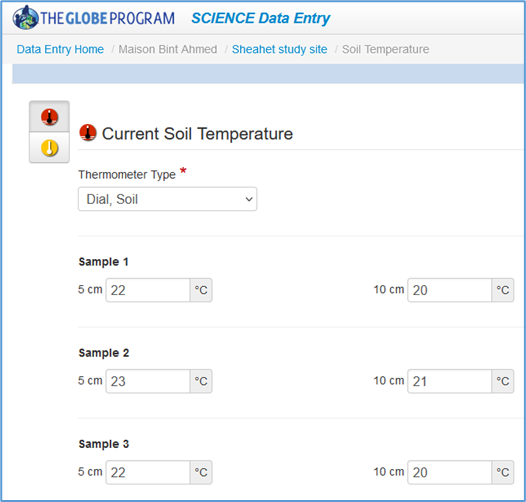 THE GLOBE PROGRAM SCIENCE Data Entry
Data Entry Home / Maison Bint Ahmed / Sheahet study site / Soil Temperature
Current Soil Temperature
Thermometer Type *
Dial, Soil
Sample 1
5 cm 22 °C 10 cm 20 °C
Sample 2
5 cm 23 °C 10 cm 21 °C
Sample 3
5 cm 22 °C 10 cm 20 °C